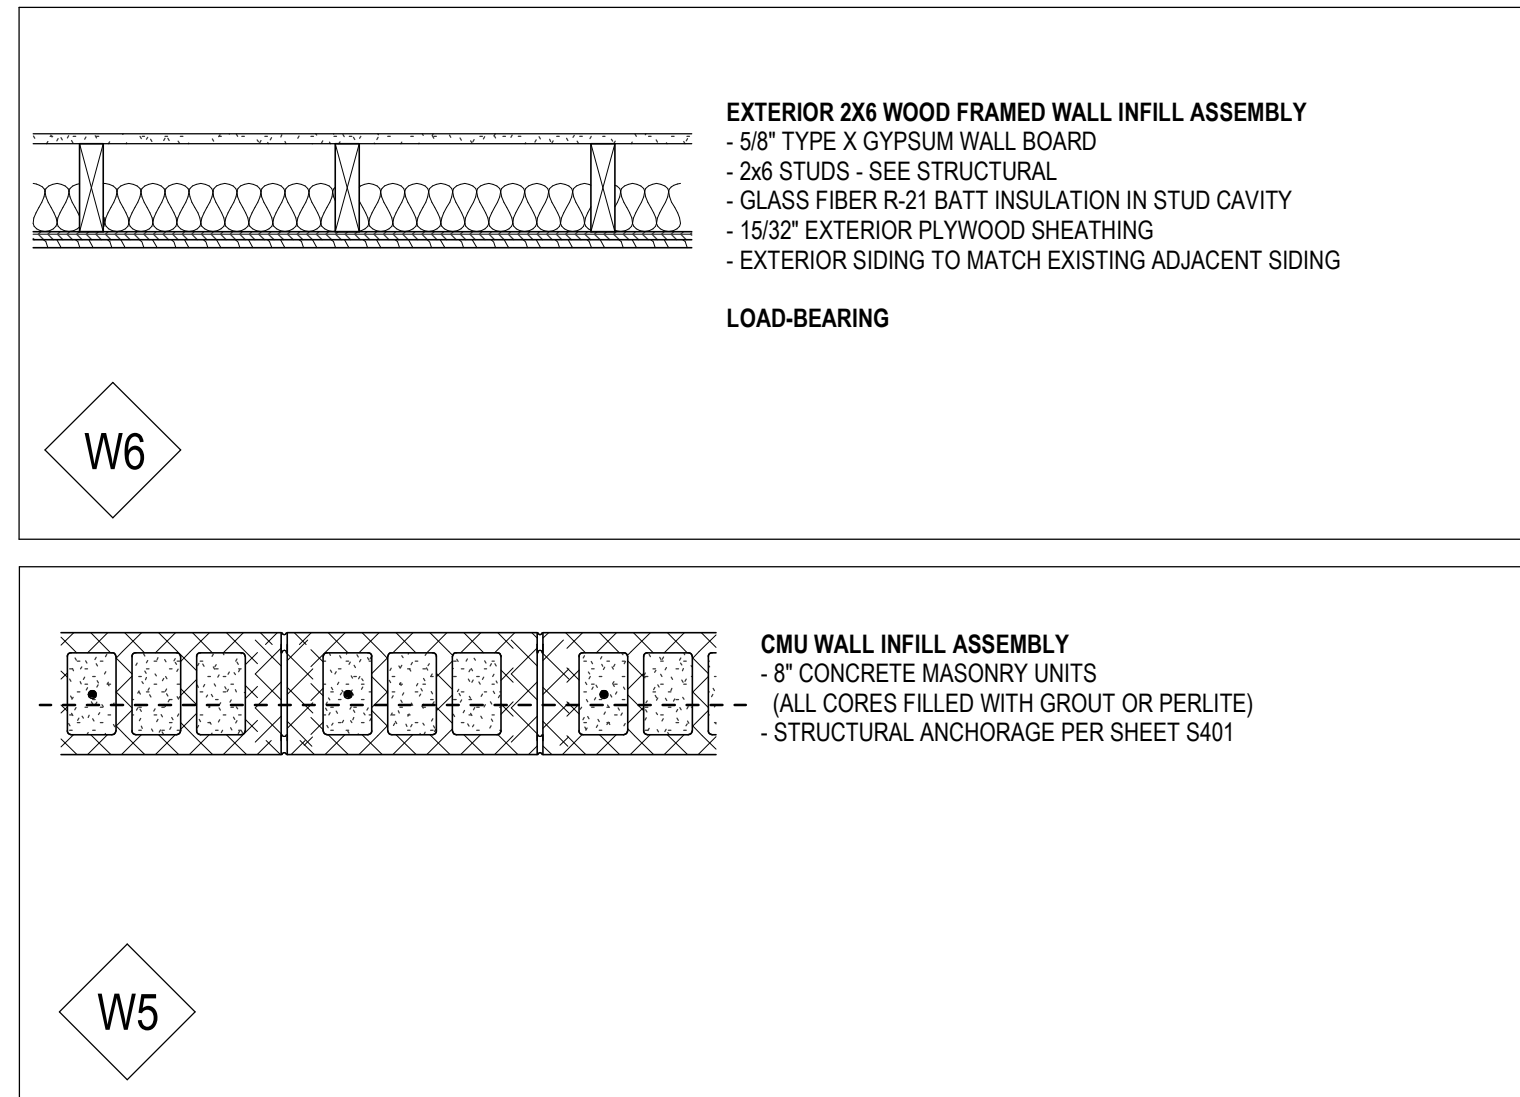 EXTERIOR 2X6 WOOD FRAMED WALL INFILL ASSEMBLY
- 5/8" TYPE X GYPSUM WALL BOARD
- 2x6 STUDS - SEE STRUCTURAL
- GLASS FIBER R-21 BATT INSULATION IN STUD CAVITY
- 15/32" EXTERIOR PLYWOOD SHEATHING
- EXTERIOR SIDING TO MATCH EXISTING ADJACENT SIDING
LOAD-BEARING
W6
CMU WALL INFILL ASSEMBLY
- 8" CONCRETE MASONRY UNITS
(ALL CORES FILLED WITH GROUT OR PERLITE)
- STRUCTURAL ANCHORAGE PER SHEET S401
W5